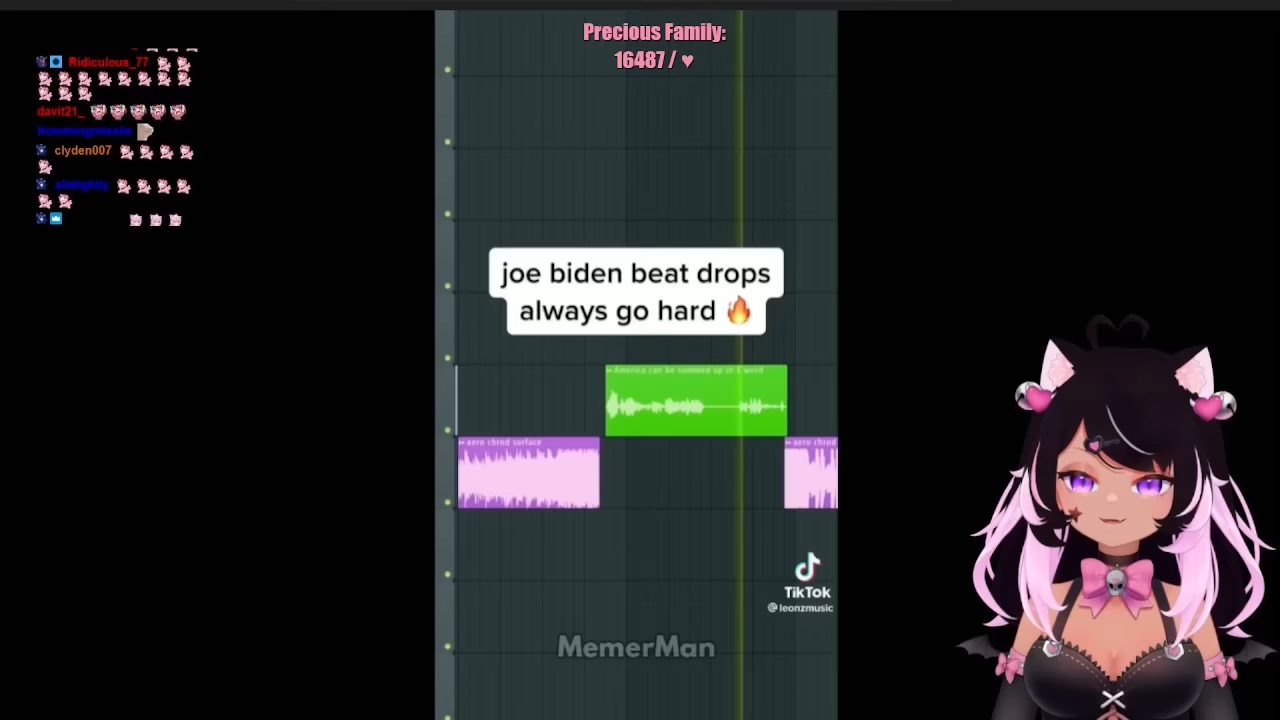 Precious Family:
16487 / ♥
Ridiculous_77
davit21_
clyden007
joe biden beat drops
always go hard 🔥
America can be sommed up in 1 word
aero chrod surface
aero chrod
TikTok
@leonzmusic
MemerMan